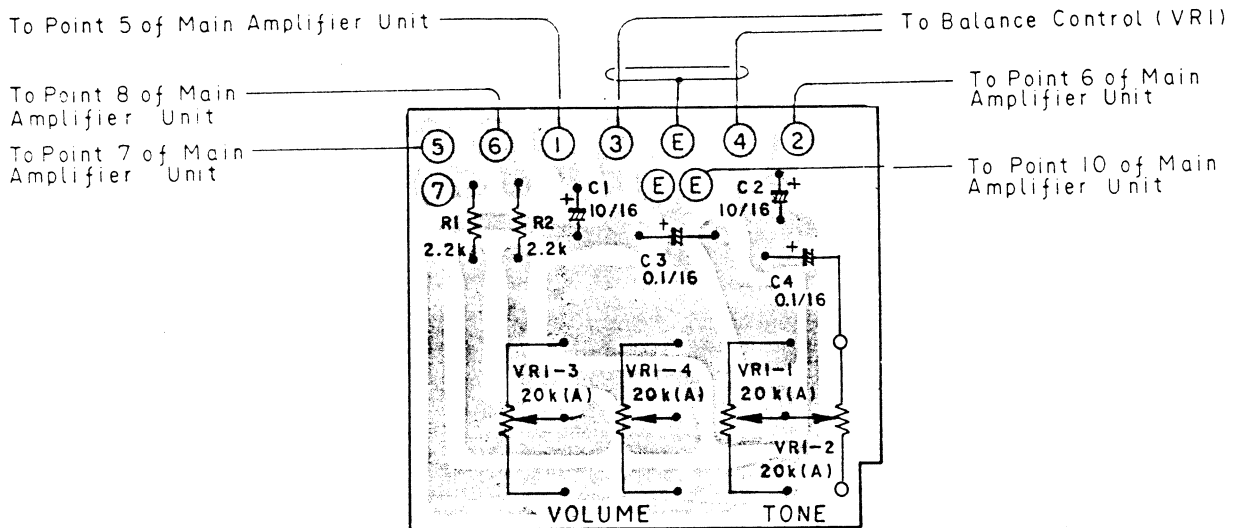 To Point 5 of Main Amplifier Unit
To Balance Control (VR1)
To Point 8 of Main
Amplifier Unit
To Point 6 of Main
Amplifier Unit
To Point 7 of Main
Amplifier Unit
To Point 10 of Main
Amplifier Unit
5 6 1 3 E 4 2
7 E E
R1
2.2k
R2
2.2k
+ C1
10/16
C2 +
10/16
+
C3
0.1/16
+
C4
0.1/16
VR1-3
20k(A)
VR1-4
20k(A)
VR1-1
20k(A)
VR1-2
20k(A)
VOLUME TONE